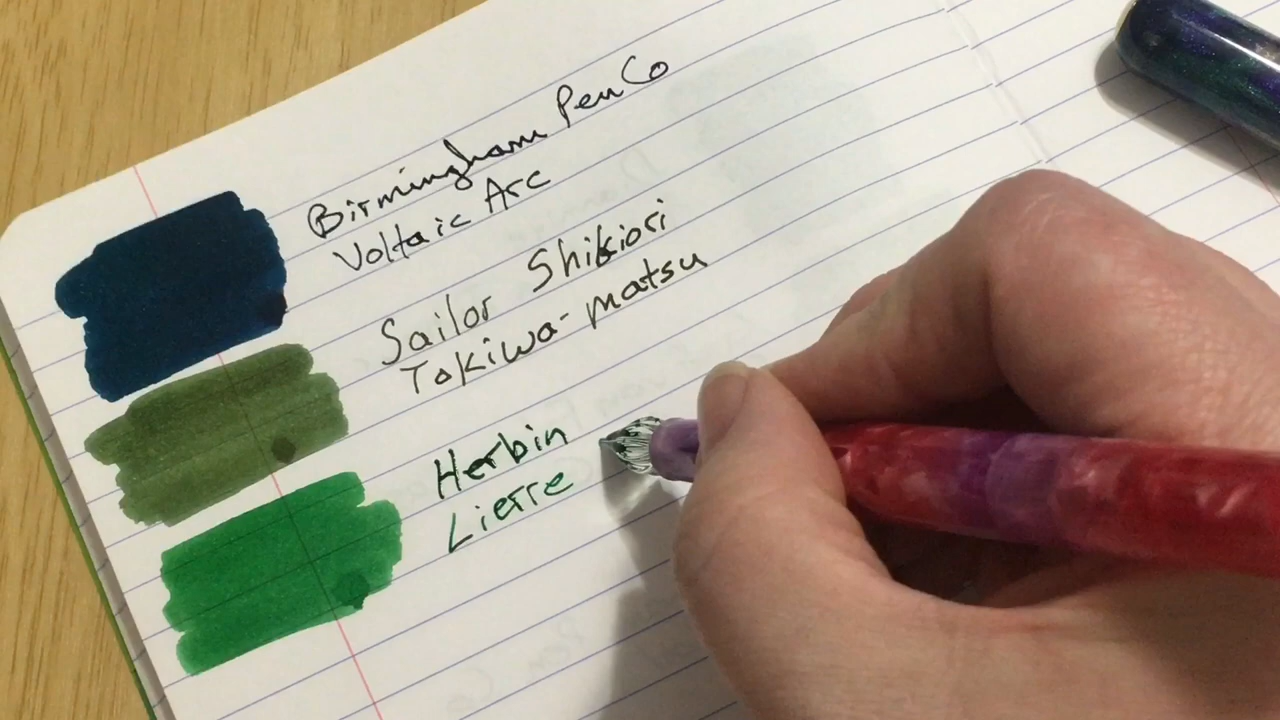 Birmingham Pen Co
Voltaic Arc
Sailor Shikiori
Tokiwa-matsu
Herbin
Lierre